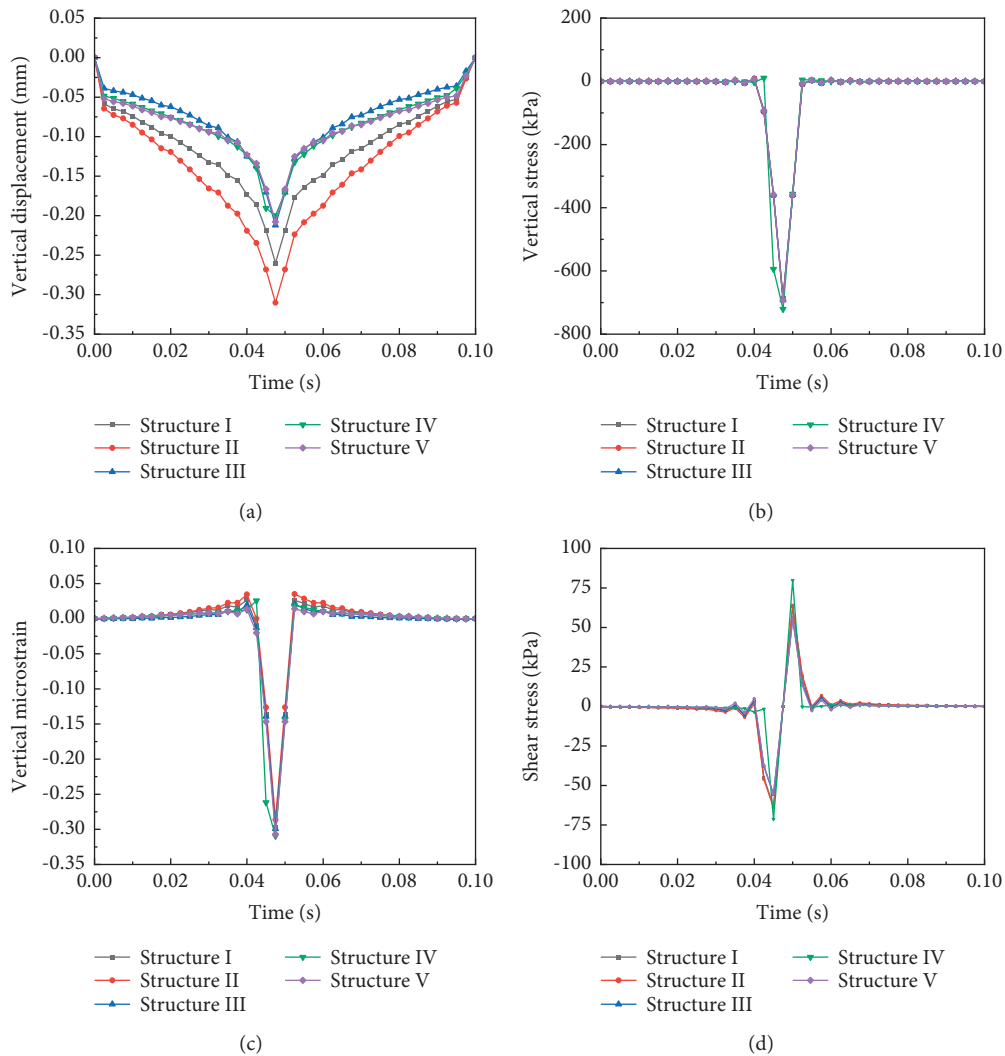 0.05
0.00
-0.05
-0.10
-0.15
-0.20
-0.25
-0.30
-0.35
Vertical displacement (mm)
0.00 0.02 0.04 0.06 0.08 0.10
Time (s)
Structure I
Structure II
Structure III
Structure IV
Structure V
(a)
200
0
-200
-400
-600
-800
Vertical stress (kPa)
0.00 0.02 0.04 0.06 0.08 0.10
Time (s)
Structure I
Structure II
Structure III
Structure IV
Structure V
(b)
0.10
0.05
0.00
-0.05
-0.10
-0.15
-0.20
-0.25
-0.30
-0.35
Vertical microstrain
0.00 0.02 0.04 0.06 0.08 0.10
Time (s)
Structure I
Structure II
Structure III
Structure IV
Structure V
(c)
100
75
50
25
0
-25
-50
-75
-100
Shear stress (kPa)
0.00 0.02 0.04 0.06 0.08 0.10
Time (s)
Structure I
Structure II
Structure III
Structure IV
Structure V
(d)